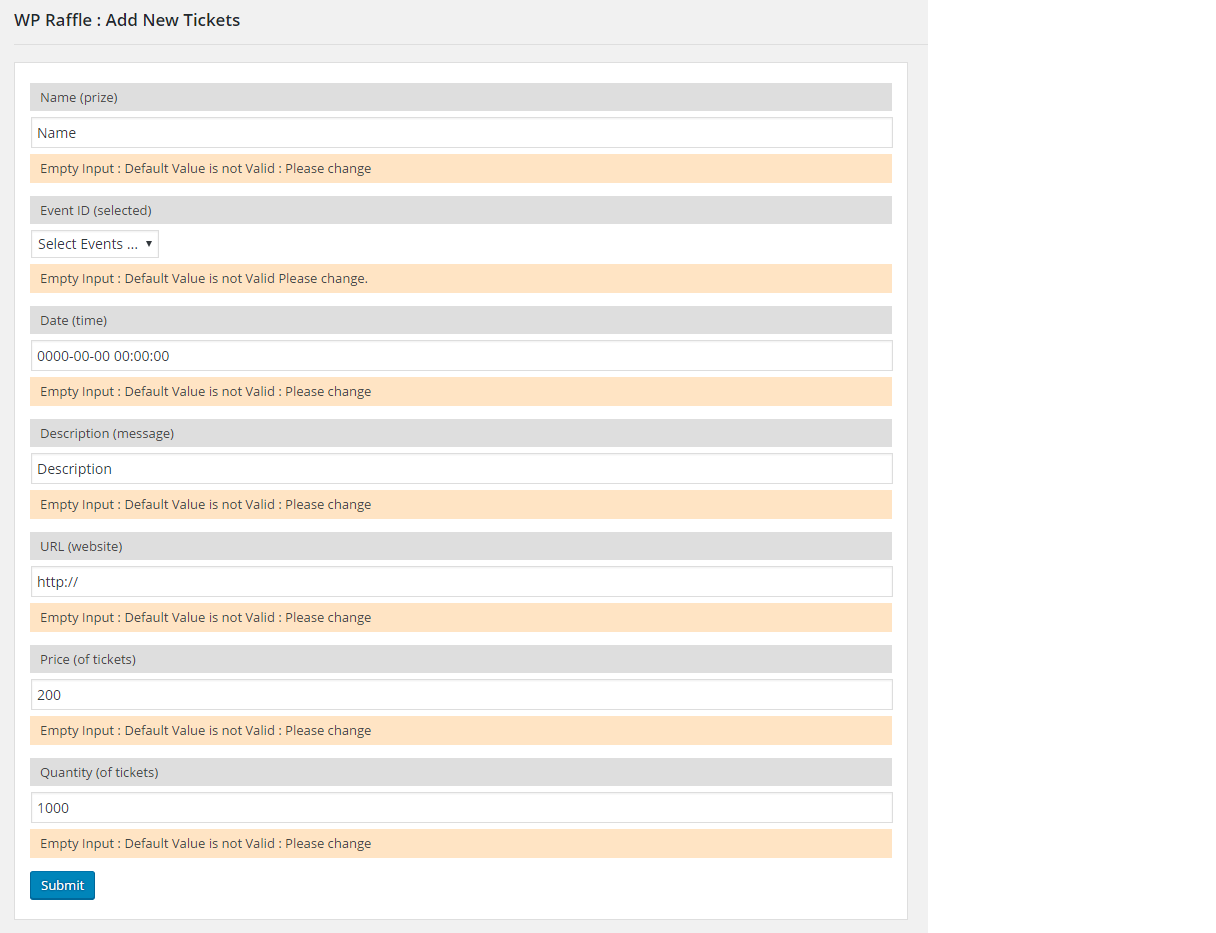 WP Raffle : Add New Tickets
Name (prize)
Name
Empty Input : Default Value is not Valid : Please change
Event ID (selected)
Select Events ...
Empty Input : Default Value is not Valid Please change.
Date (time)
0000-00-00 00:00:00
Empty Input : Default Value is not Valid : Please change
Description (message)
Description
Empty Input : Default Value is not Valid : Please change
URL (website)
http://
Empty Input : Default Value is not Valid : Please change
Price (of tickets)
200
Empty Input : Default Value is not Valid : Please change
Quantity (of tickets)
1000
Empty Input : Default Value is not Valid : Please change
Submit